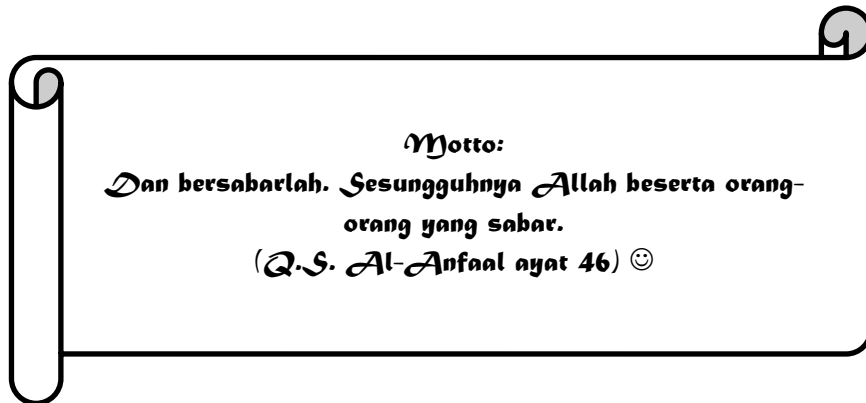 Motto:
Dan bersabarlah. Sesungguhnya Allah beserta orang-
orang yang sabar.
(Q.S. Al-Anfaal ayat 46) ☺